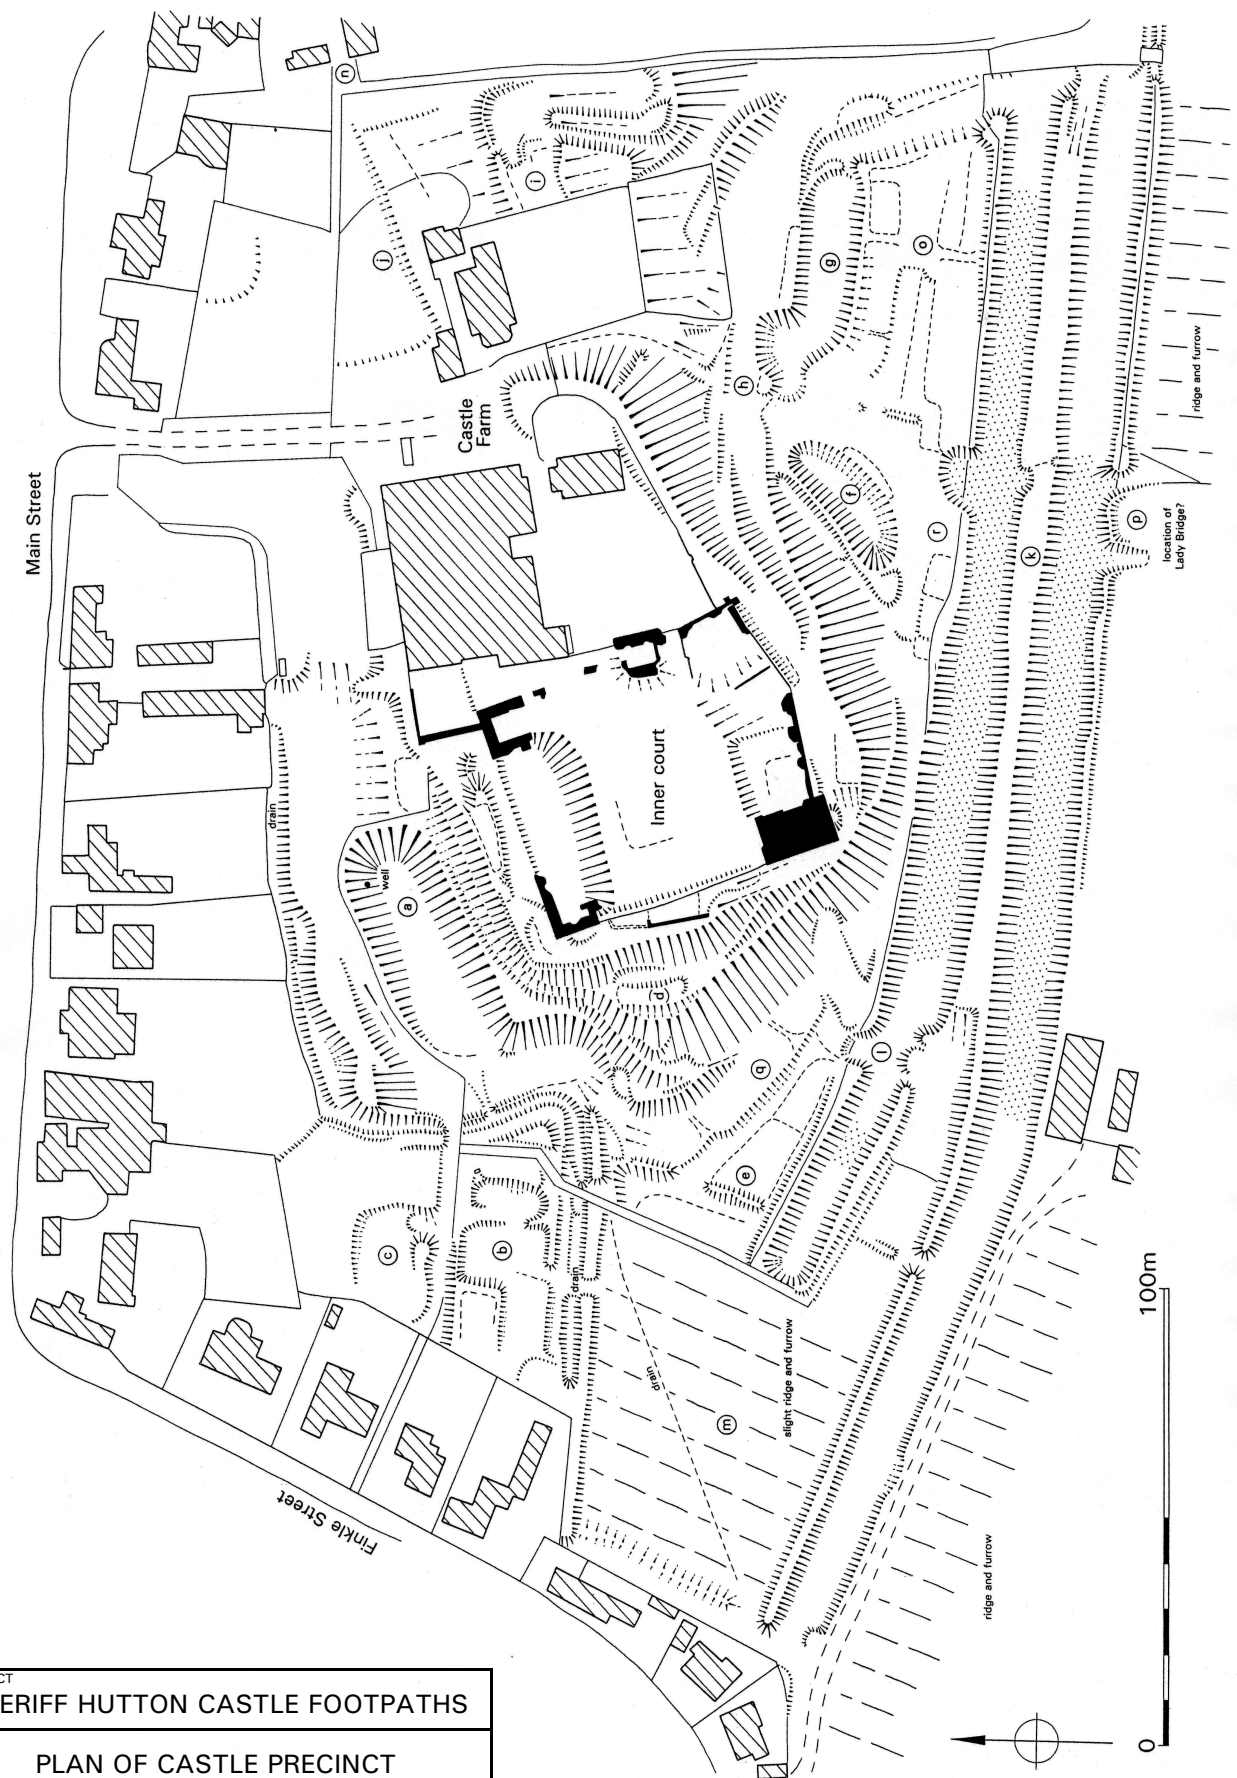 n
i
j
g
o
h
ridge and furrow
Main Street
Castle
Farm
f
r
p
location of
Lady Bridge?
k
drain
well
a
Inner court
d
l
q
e
c
b
drain
100m
drain
m
slight ridge and furrow
Finkle Street
ridge and furrow
0
CT
ERIFF HUTTON CASTLE FOOTPATHS
PLAN OF CASTLE PRECINCT